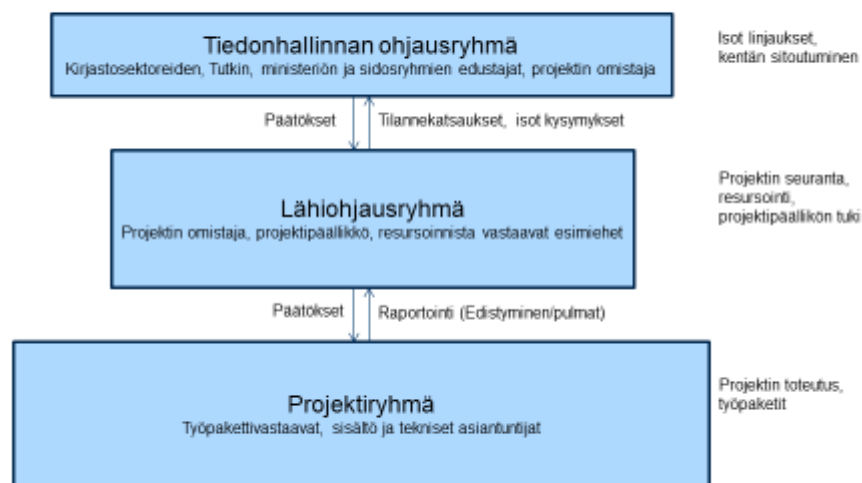 Tiedonhallinnan ohjausryhmä
Kirjastosektoreiden, Tutkin, ministeriön ja sidosryhmien edustajat, projektin omistaja
Isot linjaukset,
kentän sitoutuminen
Päätökset
Tilannekatsaukset, isot kysymykset
Lähiohjausryhmä
Projektin omistaja, projektipäällikkö, resursoinnista vastaavat esimiehet
Projektin seuranta,
resursointi,
projektipäällikön tuki
Päätökset
Raportointi (Edistyminen/pulmat)
Projektiryhmä
Työpakettivastaavat, sisältö ja tekniset asiantuntijat
Projektin toteutus,
työpaketit